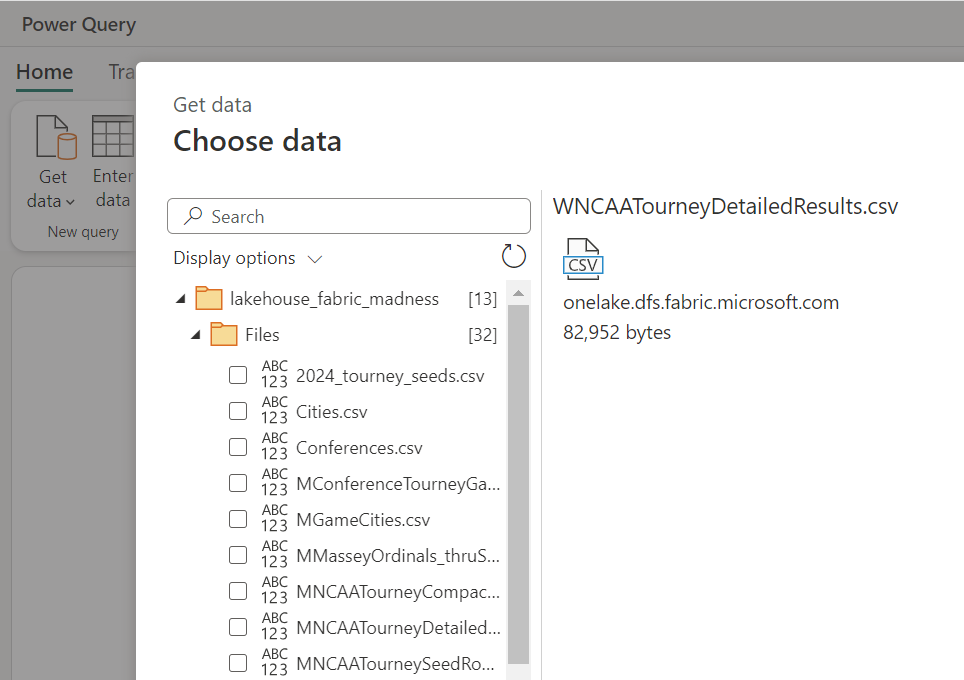 Power Query
Home Tra
Get data
Choose data
Get data
Enter data
New query
Search
Display options
lakehouse_fabric_madness [13]
Files [32]
ABC 123 2024_tourney_seeds.csv
ABC 123 Cities.csv
ABC 123 Conferences.csv
ABC 123 MConferenceTourneyGa...
ABC 123 MGameCities.csv
ABC 123 MMasseyOrdinals_thruS...
ABC 123 MNCAATourneyCompac...
ABC 123 MNCAATourneyDetailed...
ABC 123 MNCAATourneySeedRo...
WNCAATourneyDetailedResults.csv
CSV
onelake.dfs.fabric.microsoft.com
82,952 bytes